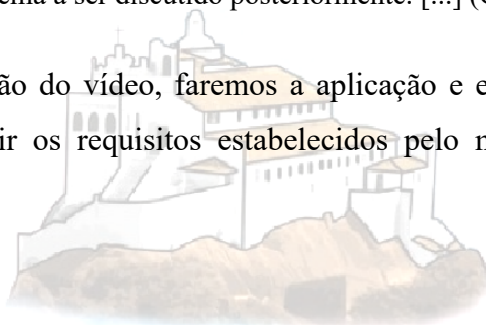 ema a ser discutido posteriormente. [...] (
ão do vídeo, faremos a aplicação e e
ir os requisitos estabelecidos pelo